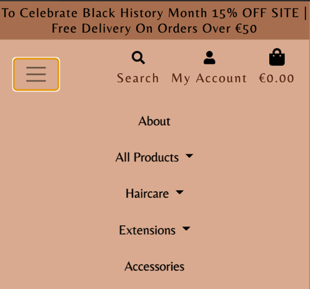 To Celebrate Black History Month 15% OFF SITE |
Free Delivery On Orders Over €50
Search My Account €0.00
About
All Products
Haircare
Extensions
Accessories